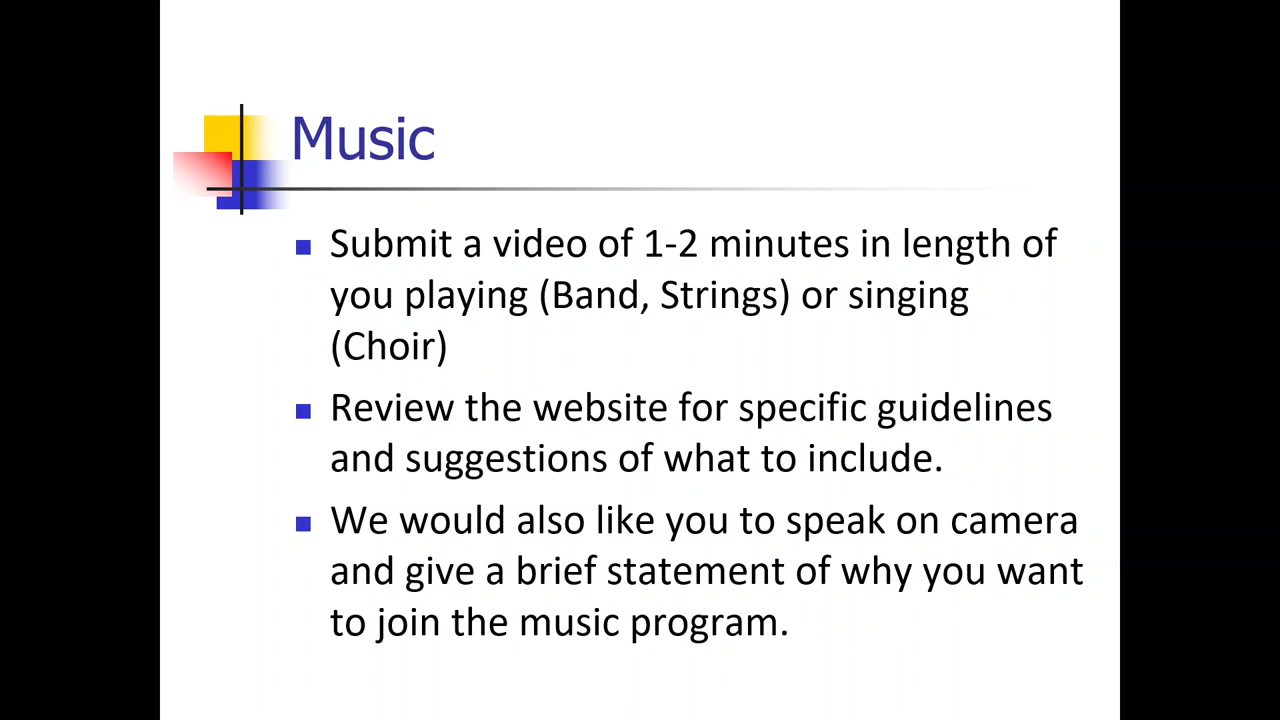 Music
Submit a video of 1-2 minutes in length of
you playing (Band, Strings) or singing
(Choir)
Review the website for specific guidelines
and suggestions of what to include.
We would also like you to speak on camera
and give a brief statement of why you want
to join the music program.